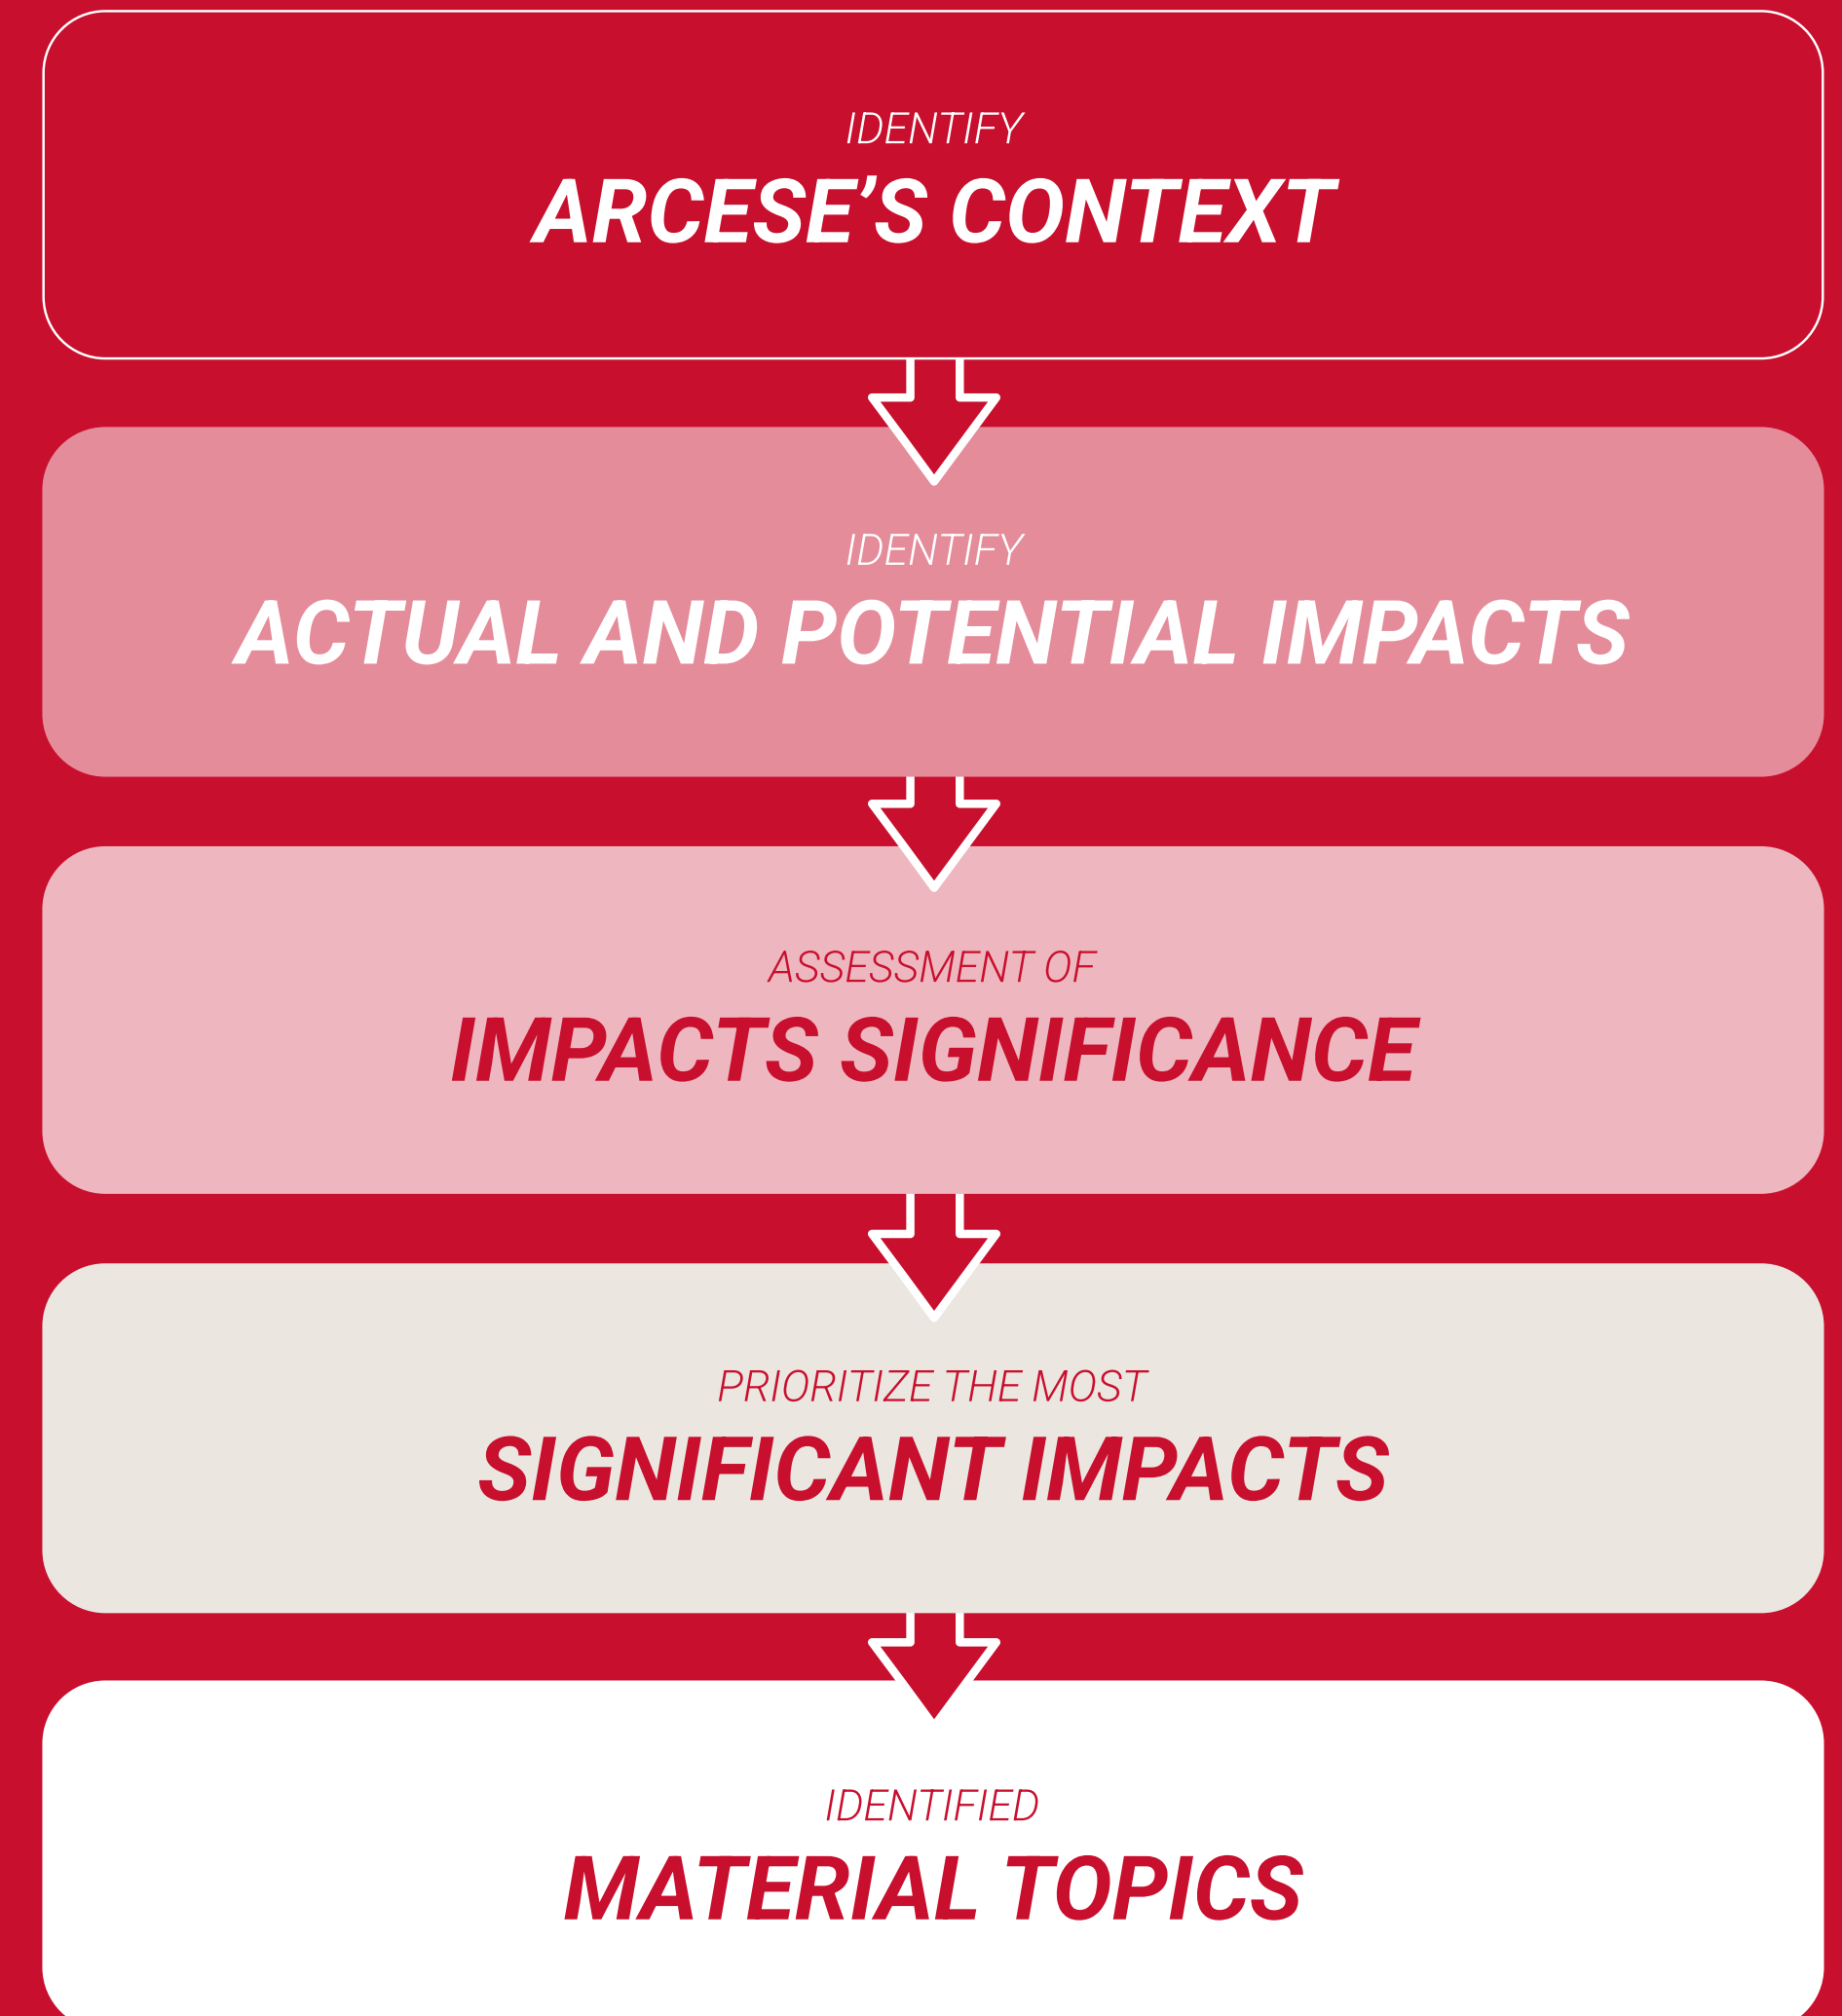 IDENTIFY
ARCESE’S CONTEXT
IDENTIFY
ACTUAL AND POTENTIAL IMPACTS
ASSESSMENT OF
IMPACTS SIGNIFICANCE
PRIORITIZE THE MOST
SIGNIFICANT IMPACTS
IDENTIFIED
MATERIAL TOPICS